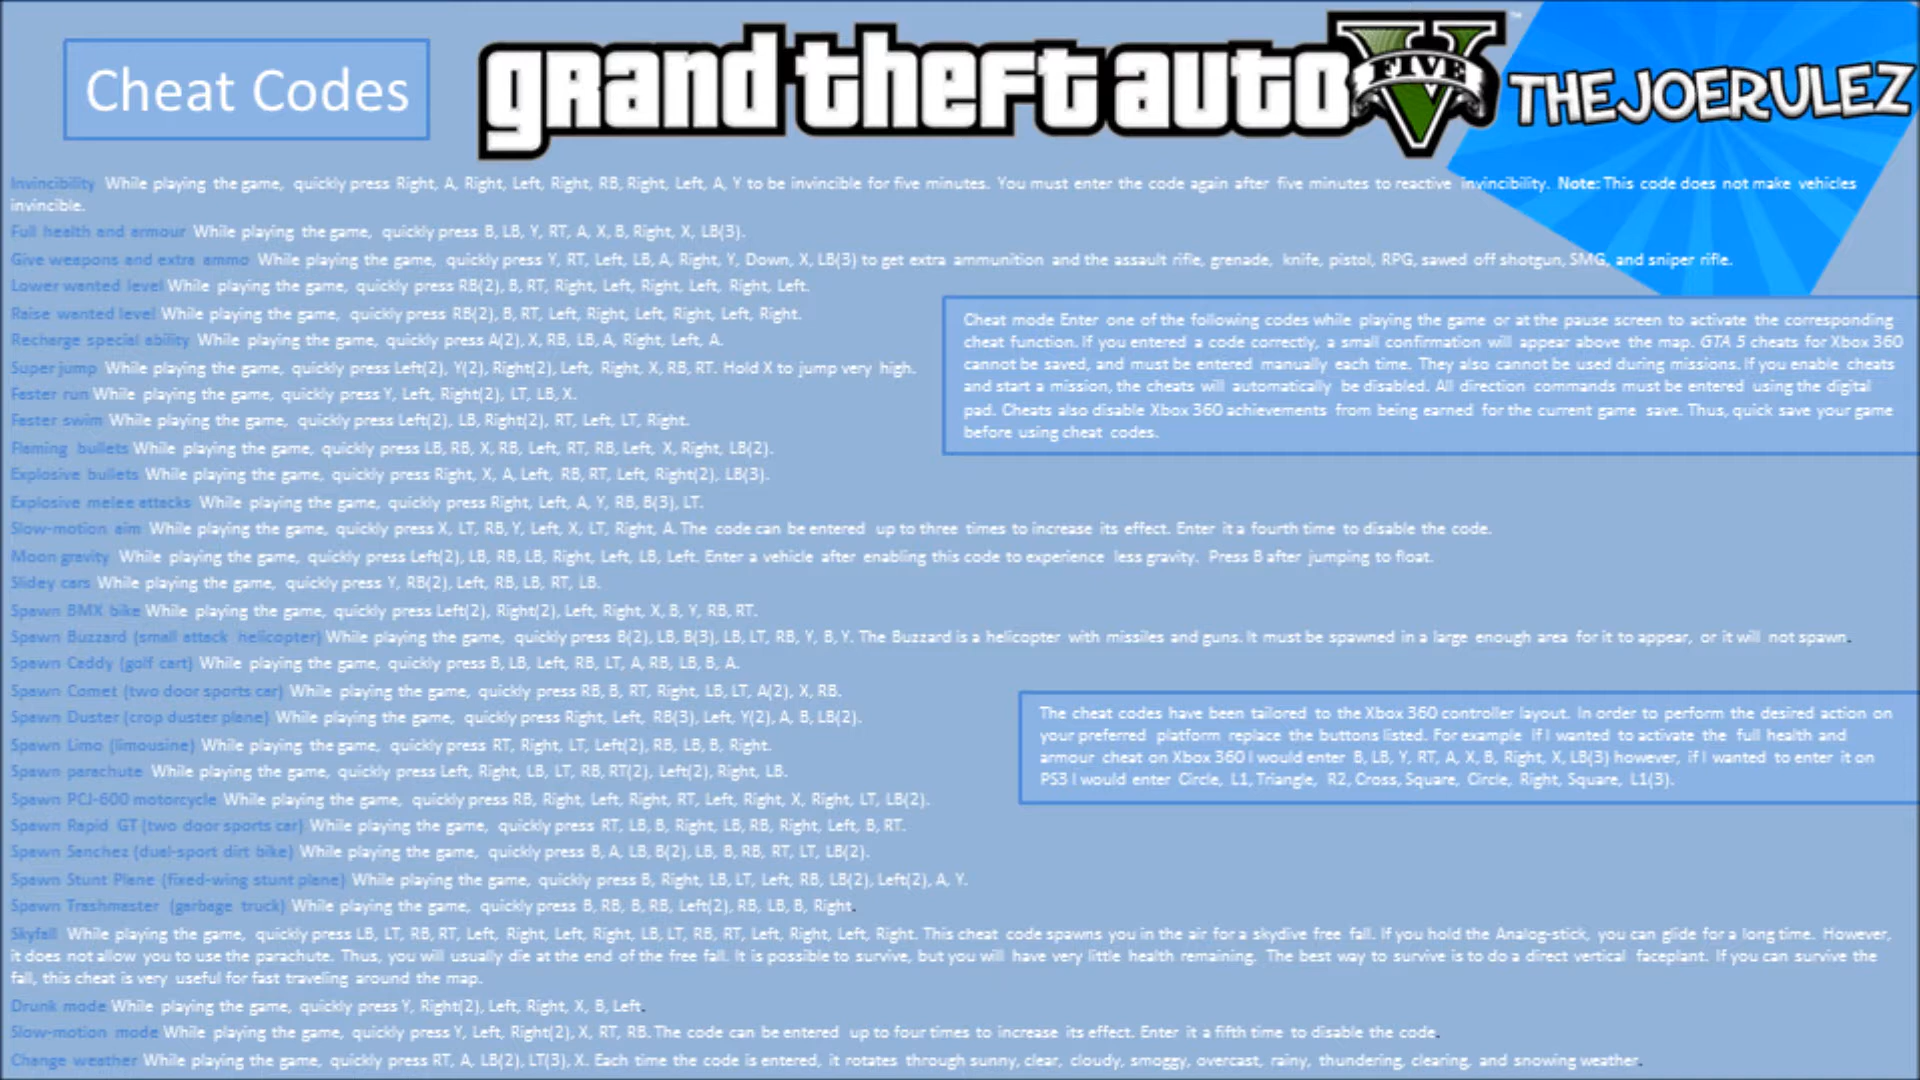 Cheat Codes
grand theft auto V FIVE ™
THEJOERULEZ
Invincibility While playing the game, quickly press Right, A, Right, Left, Right, RB, Right, Left, A, Y to be invincible for five minutes. You must enter the code again after five minutes to reactive invincibility. Note: This code does not make vehicles
invincible.
Full health and armour While playing the game, quickly press B, LB, Y, RT, A, X, B, Right, X, LB(3).
Give weapons and extra ammo While playing the game, quickly press Y, RT, Left, LB, A, Right, Y, Down, X, LB(3) to get extra ammunition and the assault rifle, grenade, knife, pistol, RPG, sawed off shotgun, SMG, and sniper rifle.
Lower wanted level While playing the game, quickly press RB(2), B, RT, Right, Left, Right, Left, Right, Left.
Raise wanted level While playing the game, quickly press RB(2), B, RT, Left, Right, Left, Right, Left, Right.
Recharge special ability While playing the game, quickly press A(2), X, RB, LB, A, Right, Left, A.
Super jump While playing the game, quickly press Left(2), Y(2), Right(2), Left, Right, X, RB, RT. Hold X to jump very high.
Faster run While playing the game, quickly press Y, Left, Right(2), LT, LB, X.
Faster swim While playing the game, quickly press Left(2), LB, Right(2), RT, Left, LT, Right.
Flaming bullets While playing the game, quickly press LB, RB, X, RB, Left, RT, RB, Left, X, Right, LB(2).
Explosive bullets While playing the game, quickly press Right, X, A, Left, RB, RT, Left, Right(2), LB(3).
Explosive melee attacks While playing the game, quickly press Right, Left, A, Y, RB, B(3), LT.
Slow-motion aim While playing the game, quickly press X, LT, RB, Y, Left, X, LT, Right, A. The code can be entered up to three times to increase its effect. Enter it a fourth time to disable the code.
Moon gravity While playing the game, quickly press Left(2), LB, RB, LB, Right, Left, LB, Left. Enter a vehicle after enabling this code to experience less gravity. Press B after jumping to float.
Slidey cars While playing the game, quickly press Y, RB(2), Left, RB, LB, RT, LB.
Spawn BMX bike While playing the game, quickly press Left(2), Right(2), Left, Right, X, B, Y, RB, RT.
Spawn Buzzard (small attack helicopter) While playing the game, quickly press B(2), LB, B(3), LB, LT, RB, Y, B, Y. The Buzzard is a helicopter with missiles and guns. It must be spawned in a large enough area for it to appear, or it will not spawn.
Spawn Caddy (golf cart) While playing the game, quickly press B, LB, Left, RB, LT, A, RB, LB, B, A.
Spawn Comet (two door sports car) While playing the game, quickly press RB, B, RT, Right, LB, LT, A(2), X, RB.
Spawn Duster (crop duster plane) While playing the game, quickly press Right, Left, RB(3), Left, Y(2), A, B, LB(2).
Spawn Limo (limousine) While playing the game, quickly press RT, Right, LT, Left(2), RB, LB, B, Right.
Spawn parachute While playing the game, quickly press Left, Right, LB, LT, RB, RT(2), Left(2), Right, LB.
Spawn PCJ-600 motorcycle While playing the game, quickly press RB, Right, Left, Right, RT, Left, Right, X, Right, LT, LB(2).
Spawn Rapid GT (two door sports car) While playing the game, quickly press RT, LB, B, Right, LB, RB, Right, Left, B, RT.
Spawn Sanchez (dual-sport dirt bike) While playing the game, quickly press B, A, LB, B(2), LB, B, RB, RT, LT, LB(2).
Spawn Stunt Plane (fixed-wing stunt plane) While playing the game, quickly press B, Right, LB, LT, Left, RB, LB(2), Left(2), A, Y.
Spawn Trashmaster (garbage truck) While playing the game, quickly press B, RB, B, RB, Left(2), RB, LB, B, Right.
Skyfall While playing the game, quickly press LB, LT, RB, RT, Left, Right, Left, Right, LB, LT, RB, RT, Left, Right, Left, Right. This cheat code spawns you in the air for a skydive free fall. If you hold the Analog-stick, you can glide for a long time. However,
it does not allow you to use the parachute. Thus, you will usually die at the end of the free fall. It is possible to survive, but you will have very little health remaining. The best way to survive is to do a direct vertical faceplant. If you can survive the
fall, this cheat is very useful for fast traveling around the map.
Drunk mode While playing the game, quickly press Y, Right(2), Left, Right, X, B, Left.
Slow-motion mode While playing the game, quickly press Y, Left, Right(2), X, RT, RB. The code can be entered up to four times to increase its effect. Enter it a fifth time to disable the code.
Change weather While playing the game, quickly press RT, A, LB(2), LT(3), X. Each time the code is entered, it rotates through sunny, clear, cloudy, smoggy, overcast, rainy, thundering, clearing, and snowing weather.
Cheat mode Enter one of the following codes while playing the game or at the pause screen to activate the corresponding
cheat function. If you entered a code correctly, a small confirmation will appear above the map. GTA 5 cheats for Xbox 360
cannot be saved, and must be entered manually each time. They also cannot be used during missions. If you enable cheats
and start a mission, the cheats will automatically be disabled. All direction commands must be entered using the digital
pad. Cheats also disable Xbox 360 achievements from being earned for the current game save. Thus, quick save your game
before using cheat codes.
The cheat codes have been tailored to the Xbox 360 controller layout. In order to perform the desired action on
your preferred platform replace the buttons listed. For example if I wanted to activate the full health and
armour cheat on Xbox 360 I would enter B, LB, Y, RT, A, X, B, Right, X, LB(3) however, if I wanted to enter it on
PS3 I would enter Circle, L1, Triangle, R2, Cross, Square, Circle, Right, Square, L1(3).